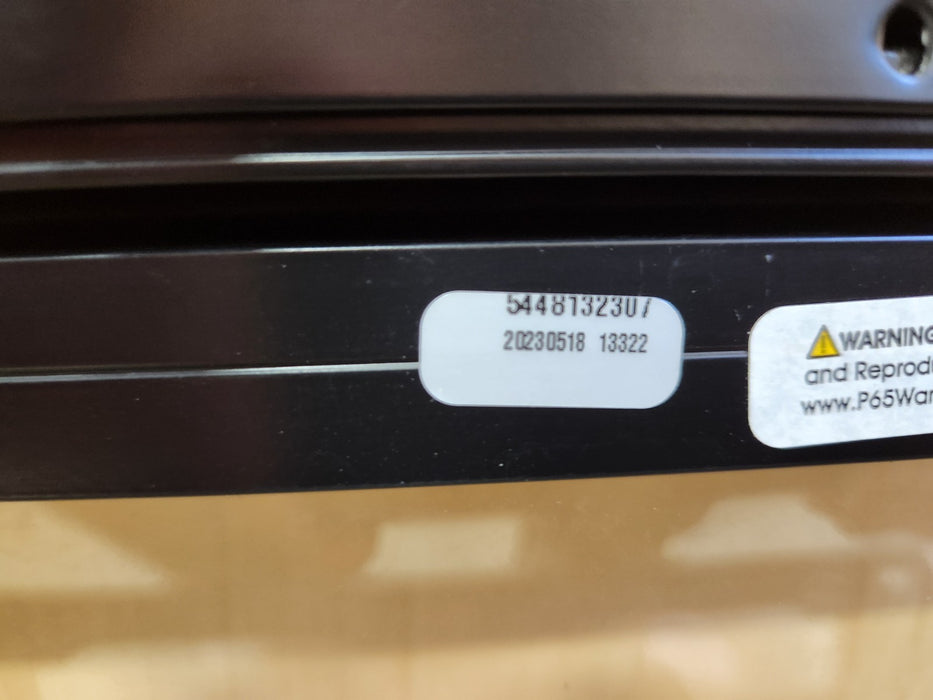 5448132307
20230518 13322
WARNING
and Reprodu
www.P65War